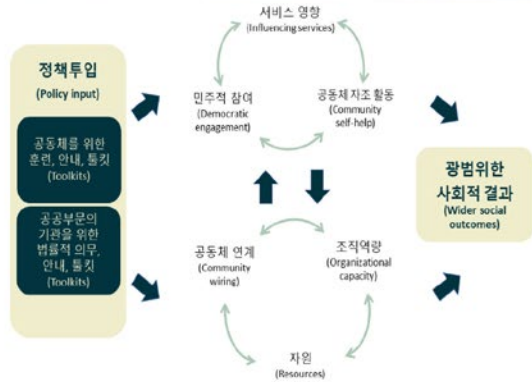 서비스 영향
(Influencing services)
정책투입
(Policy input)
공동체를 위한
훈련, 안내, 툴킷
(Toolkits)
공공부문의
기관을 위한
법률적 의무,
안내, 툴킷
(Toolkits)
민주적 참여
(Democratic
engagement)
공동체 자조 활동
(Community
self-help)
공동체 연계
(Community
wiring)
조직역량
(Organizational
capacity)
자원
(Resources)
광범위한
사회적 결과
(Wider social
outcomes)